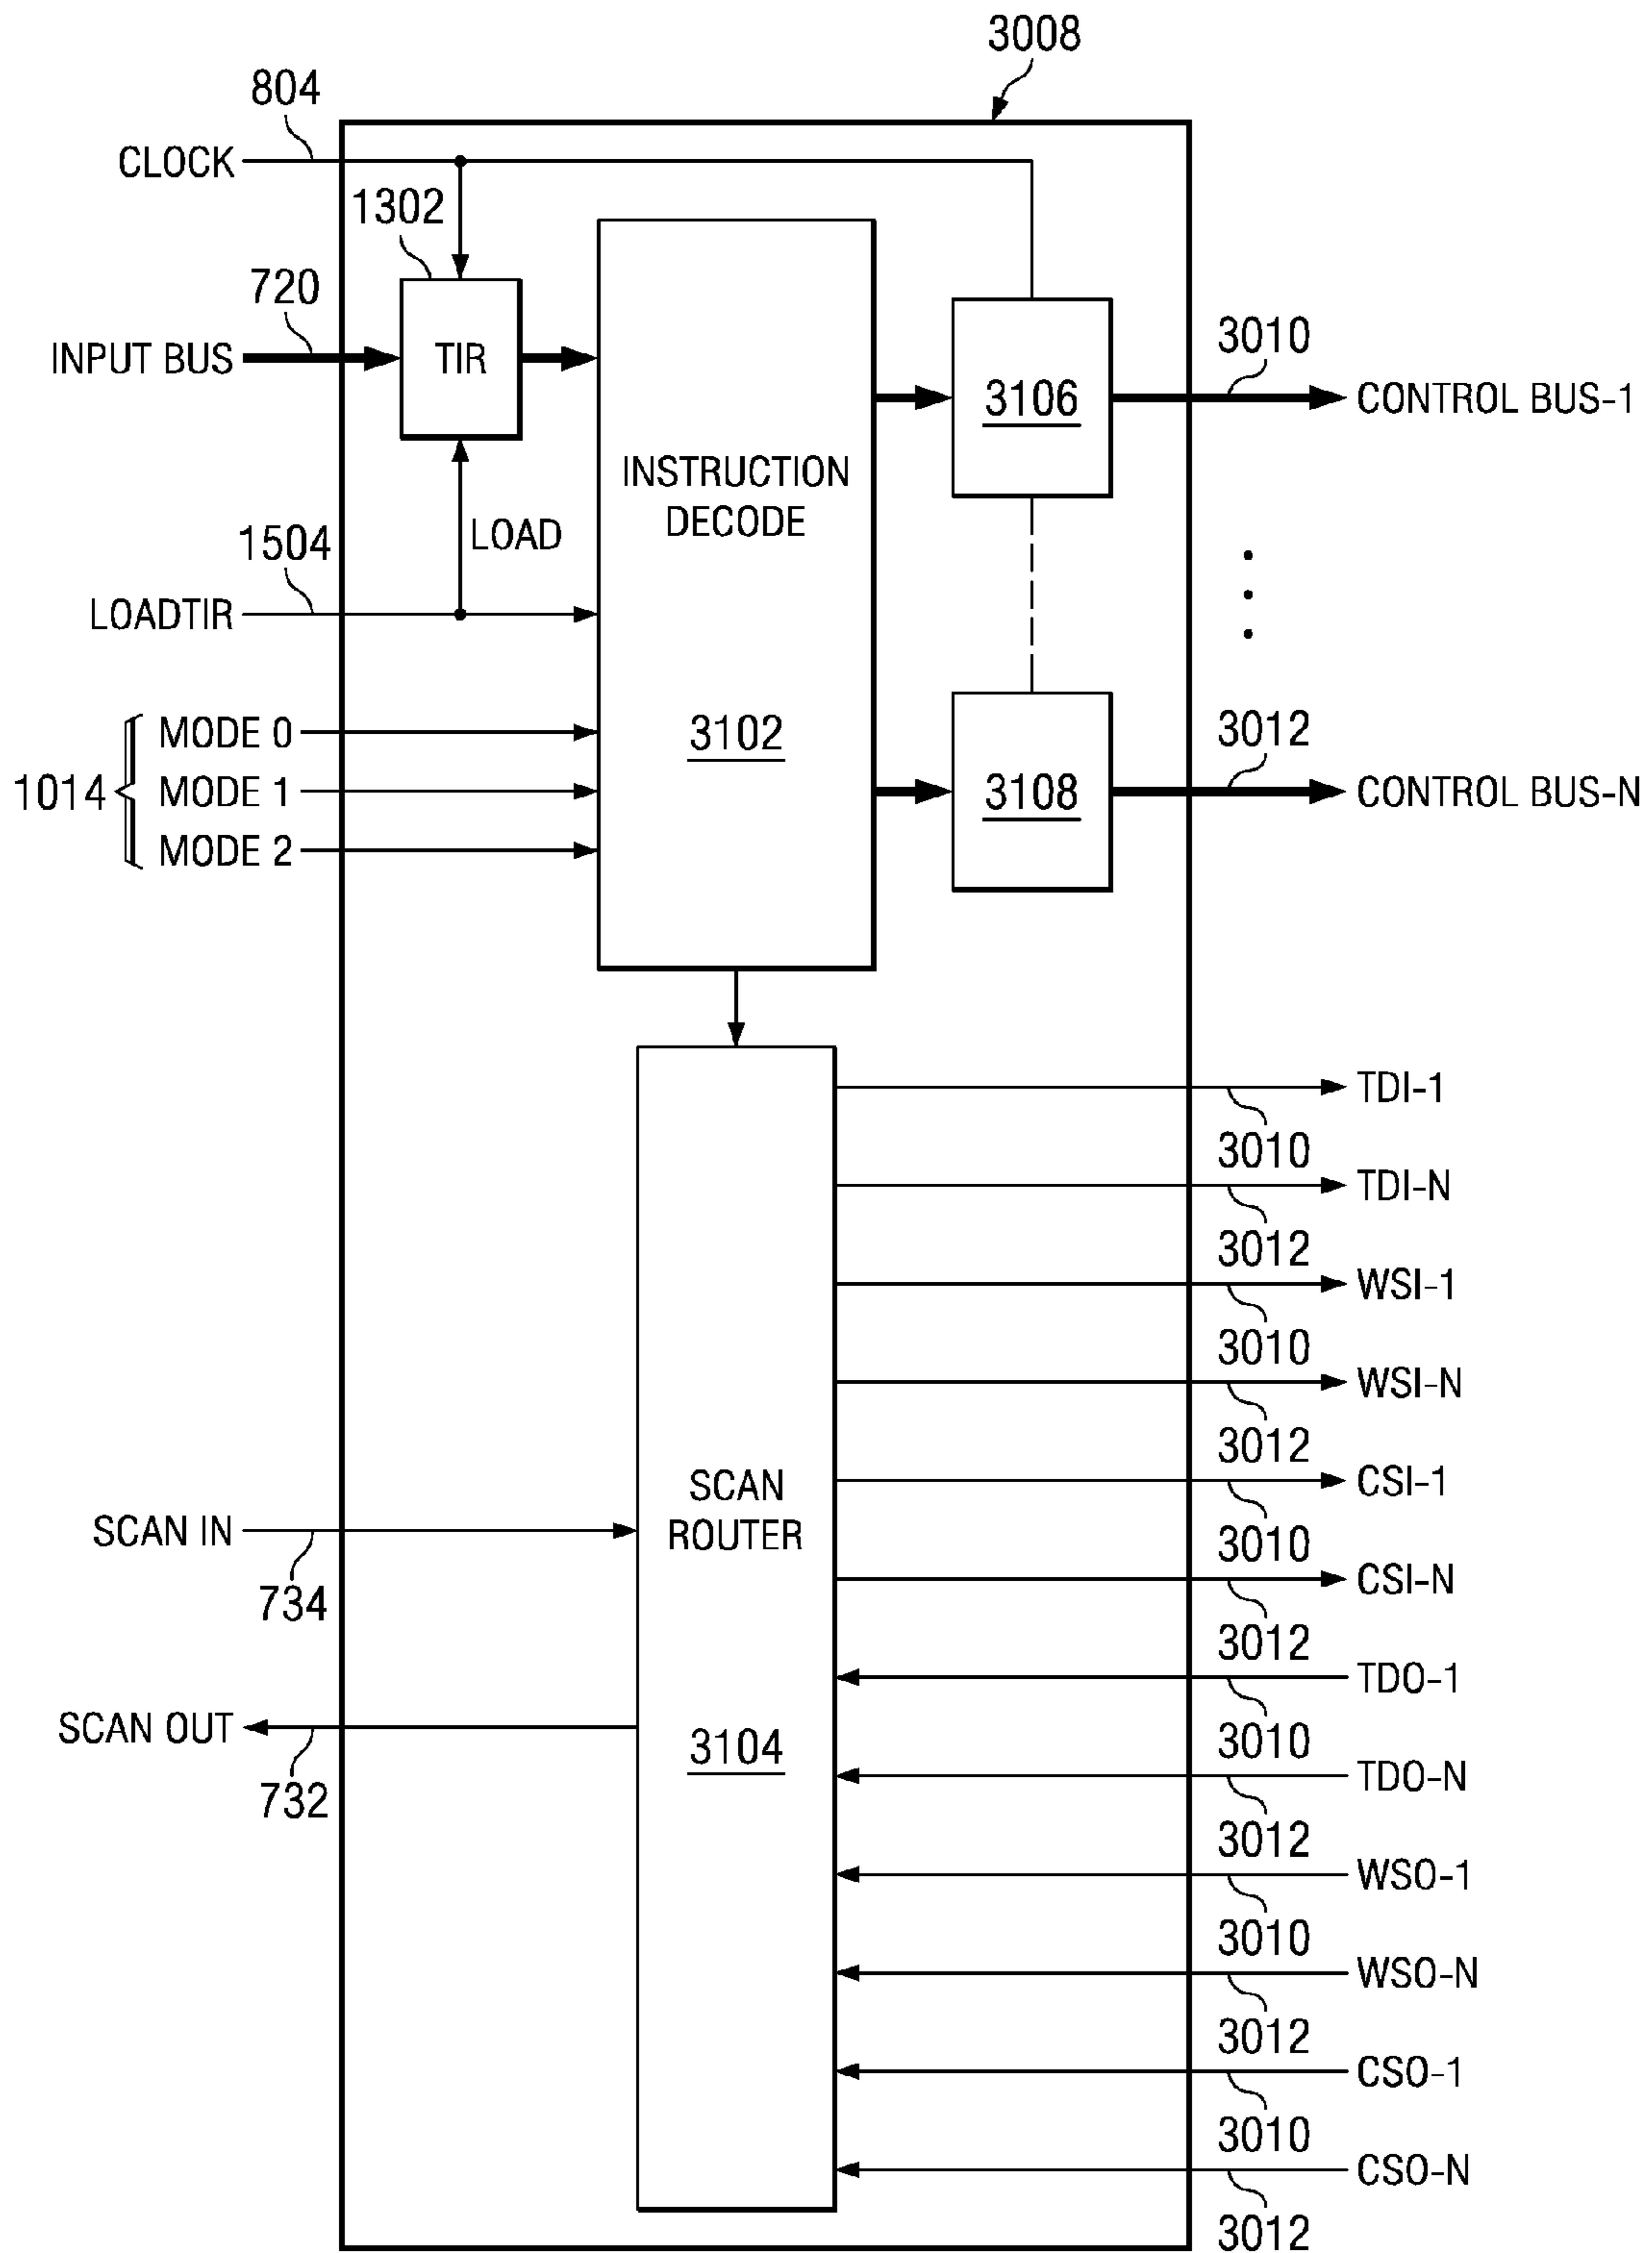 3008
804
CLOCK
1302
720
INPUT BUS
TIR
3106
3010
CONTROL BUS-1
INSTRUCTION
DECODE
1504
LOAD
LOADTIR
1014
MODE 0
MODE 1
MODE 2
3102
3108
3012
CONTROL BUS-N
TDI-1
3010
TDI-N
3012
WSI-1
3010
WSI-N
3012
CSI-1
3010
CSI-N
3012
SCAN
ROUTER
SCAN IN
734
TDO-1
3010
SCAN OUT
732
3104
TDO-N
3012
WSO-1
3010
WSO-N
3012
CSO-1
3010
CSO-N
3012